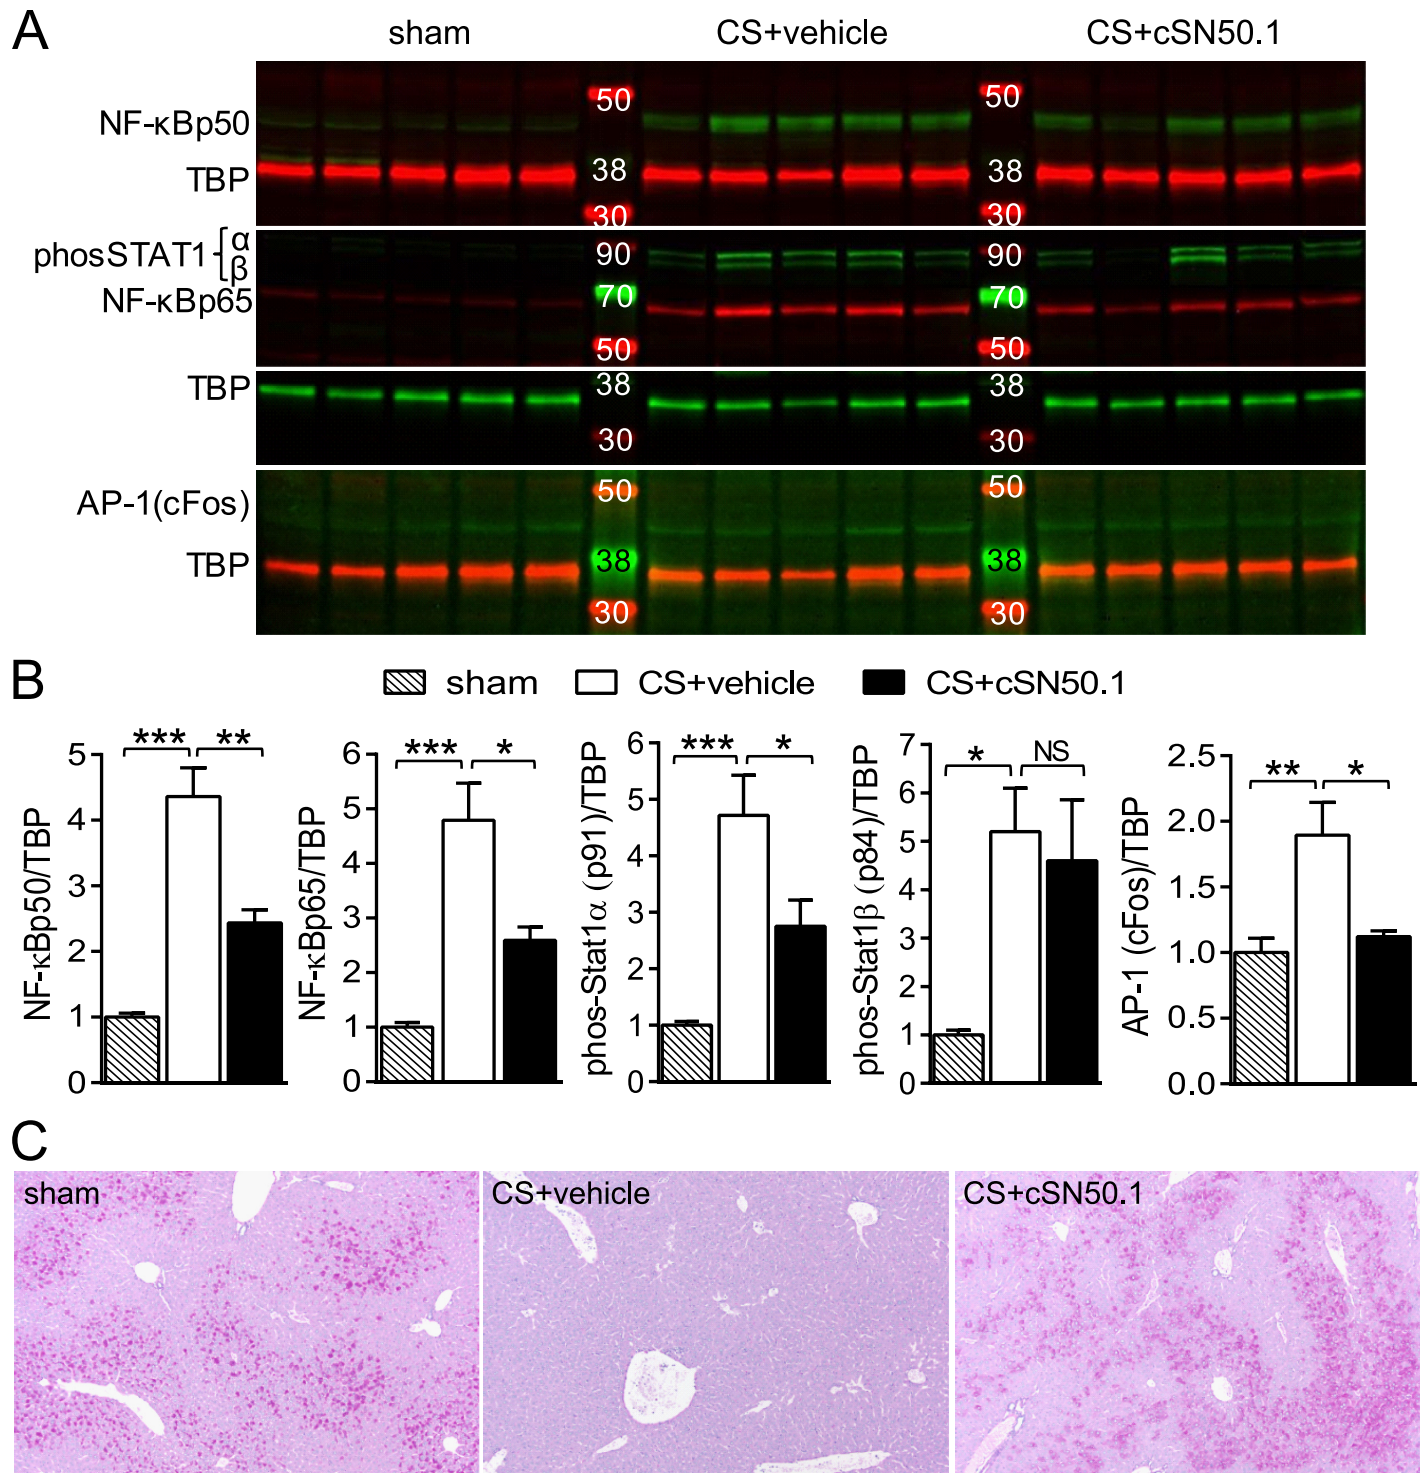 A
sham CS+vehicle CS+cSN50.1
50 50
NF-κBp50
38 38
TBP
30 30
phosSTAT1 α
β
90 90
NF-κBp65
70 70
50 50
TBP
38 38
30 30
50 50
AP-1(cFos)
38 38
TBP
30 30
B
sham CS+vehicle CS+cSN50.1
NF-κBp50/TBP
5
4
3
2
1
0
*** **
NF-κBp65/TBP
6
5
4
3
2
1
0
*** *
phos-Stat1α (p91)/TBP
6
5
4
3
2
1
0
*** *
phos-Stat1β (p84)/TBP
7
6
5
4
3
2
1
0
* NS
AP-1 (cFos)/TBP
2.5
2.0
1.5
1.0
0.5
0.0
** *
C
sham CS+vehicle CS+cSN50.1